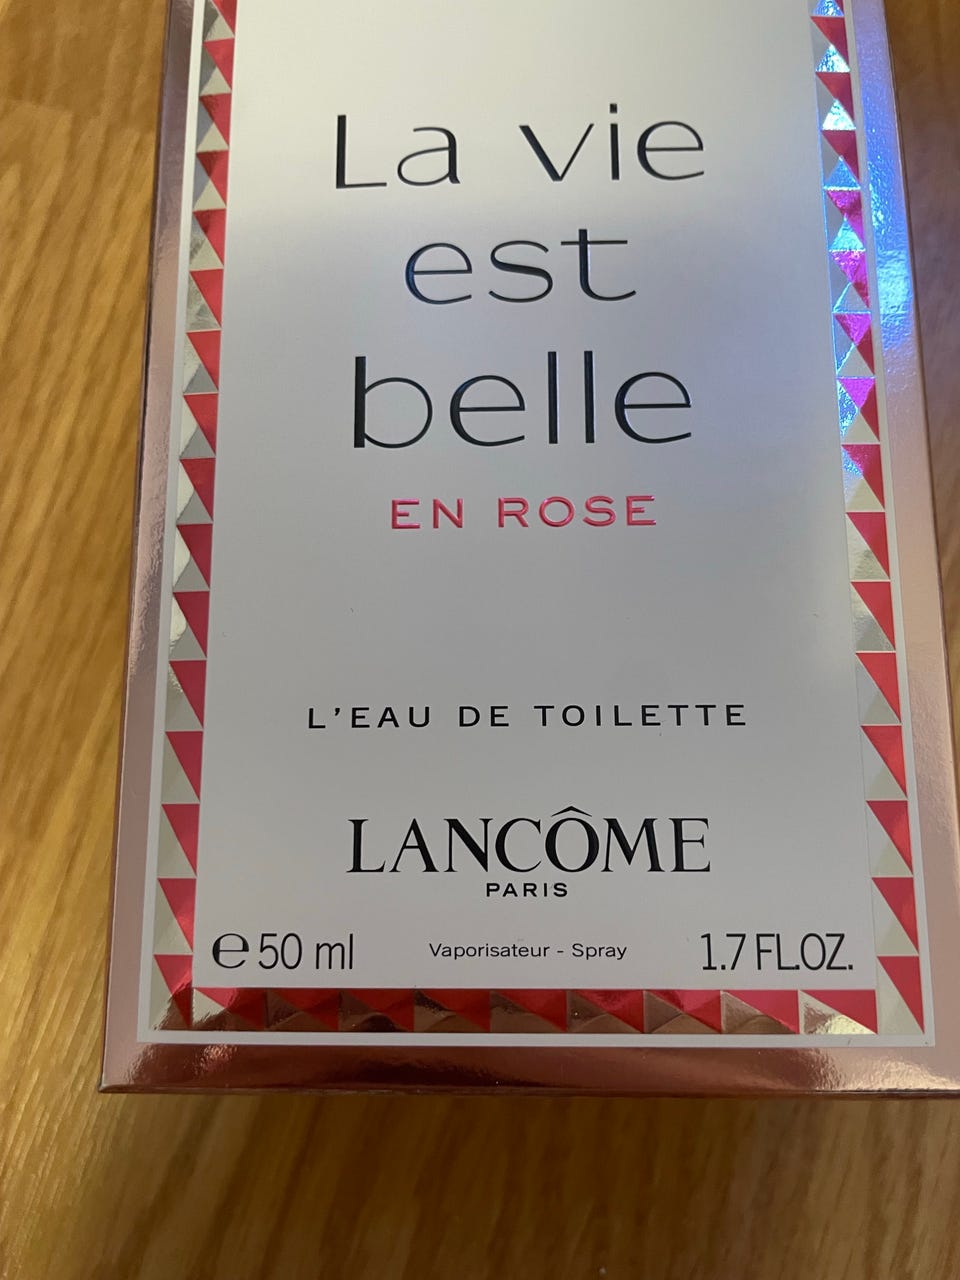 La vie
est
belle
EN ROSE
L'EAU DE TOILETTE
LANCÔME
PARIS
℮50 ml Vaporisateur - Spray 1.7 FL.OZ.